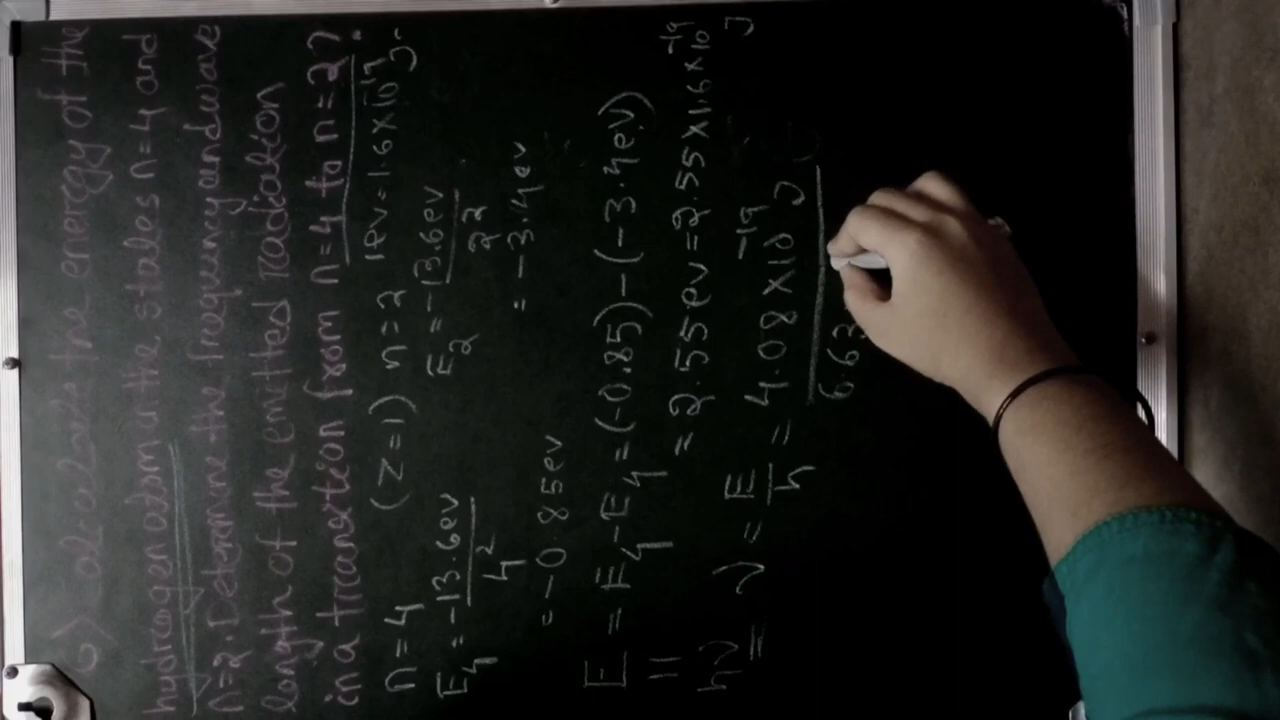 6) calculate the energy of the
hydrogen atom in the states n=4 and
n=2. Determine the frequency and wave
length of the emitted radiation
in a transition from n=4 to n=2?
n=4 (Z=1) n=2 1ev=1.6×10⁻¹⁹ J
E₄ = -13.6ev/4² E₂ = -13.6ev/2²
= -0.85ev = -3.4ev
E = E₄-E₂ = (-0.85)-(-3.4eV)
= 2.55ev = 2.55×1.6×10⁻¹⁹ J
hν ν = E/h = 4.08×10⁻¹⁹ J
6.63